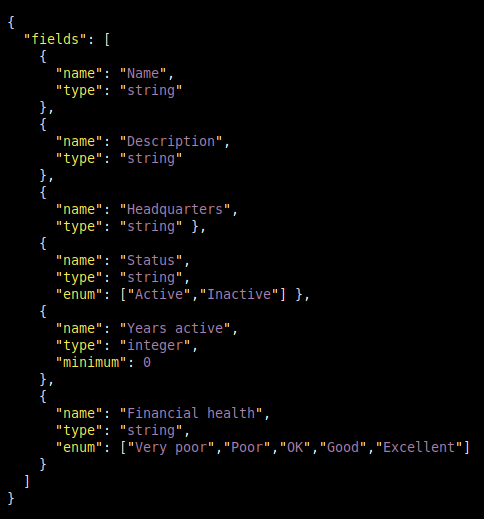 {
  "fields": [
    {
      "name": "Name",
      "type": "string"
    },
    {
      "name": "Description",
      "type": "string"
    },
    {
      "name": "Headquarters",
      "type": "string" },
    {
      "name": "Status",
      "type": "string",
      "enum": ["Active","Inactive"] },
    {
      "name": "Years active",
      "type": "integer",
      "minimum": 0
    },
    {
      "name": "Financial health",
      "type": "string",
      "enum": ["Very poor","Poor","OK","Good","Excellent"]
    }
  ]
}